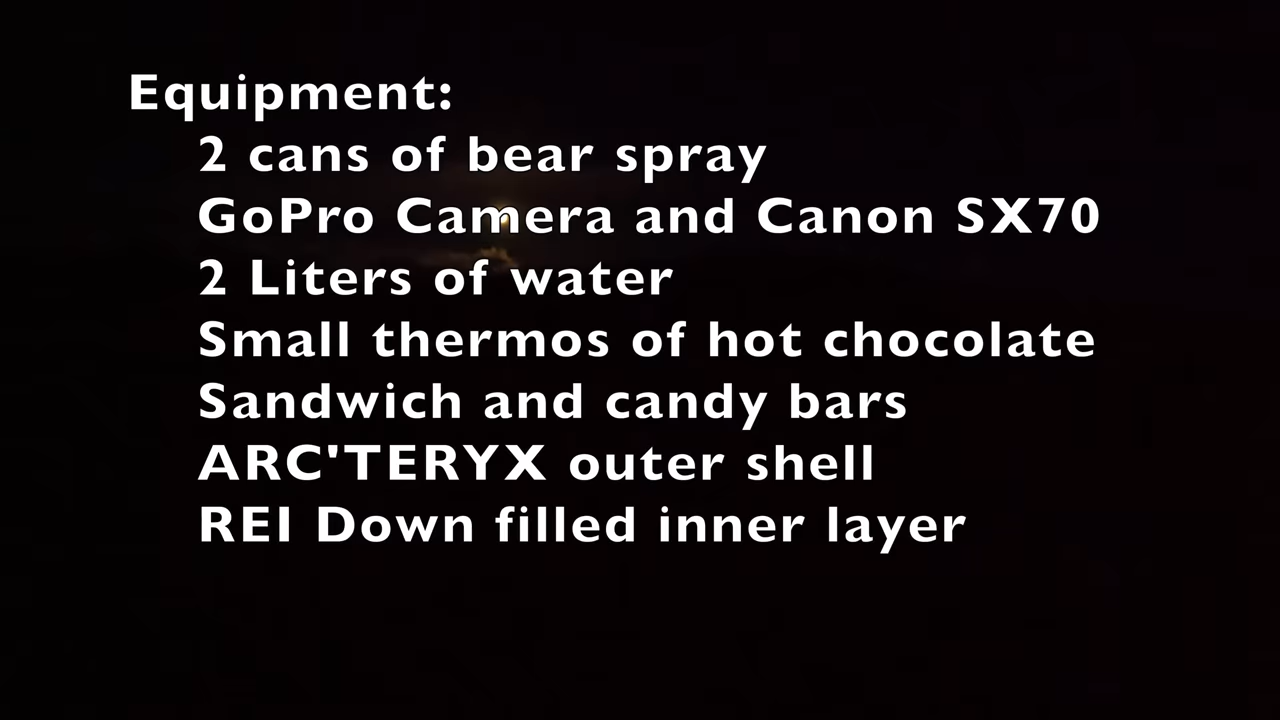 Equipment:
2 cans of bear spray
GoPro Camera and Canon SX70
2 Liters of water
Small thermos of hot chocolate
Sandwich and candy bars
ARC'TERYX outer shell
REI Down filled inner layer